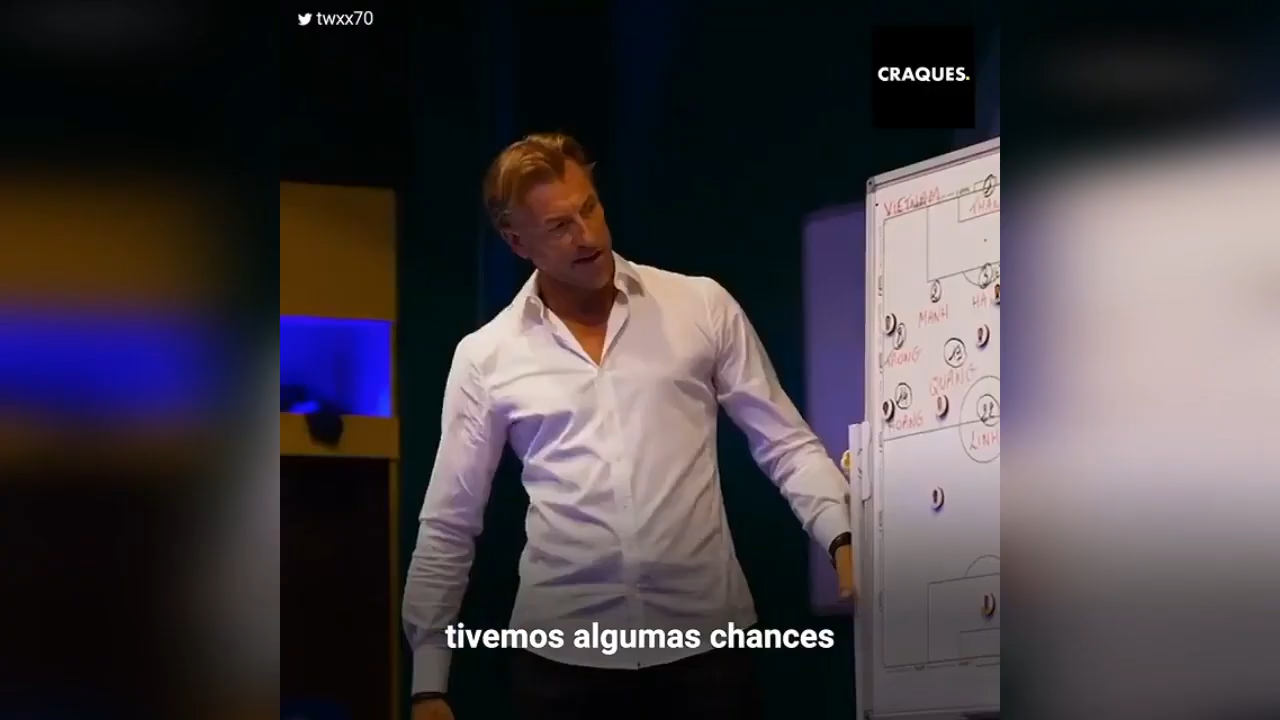 twxx70
CRAQUES.
VIETNAM
MANH
QUANG
LINH
tivemos algumas chances